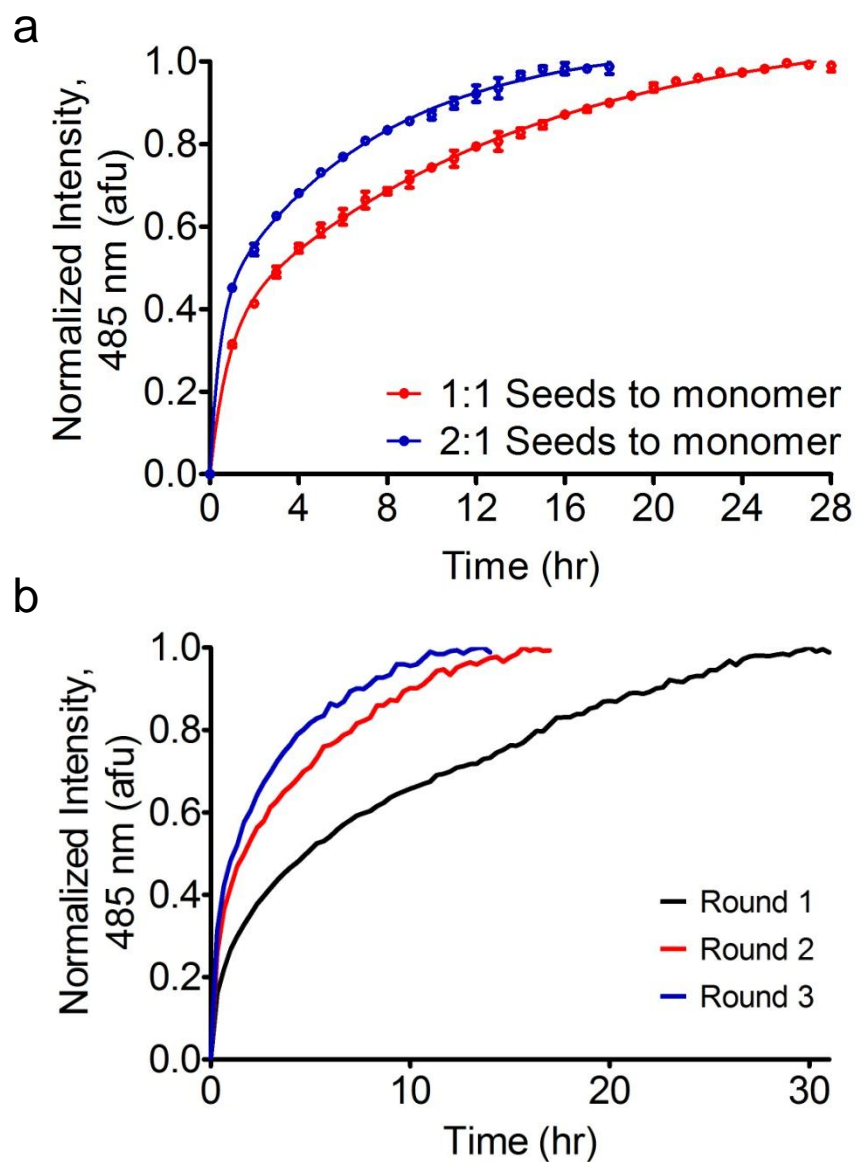 a
Normalized Intensity,
485 nm (afu)
1.0
0.8
0.6
0.4
0.2
0.0
1:1 Seeds to monomer
2:1 Seeds to monomer
0 4 8 12 16 20 24 28
Time (hr)
b
Normalized Intensity,
485 nm (afu)
1.0
0.8
0.6
0.4
0.2
0.0
Round 1
Round 2
Round 3
0 10 20 30
Time (hr)